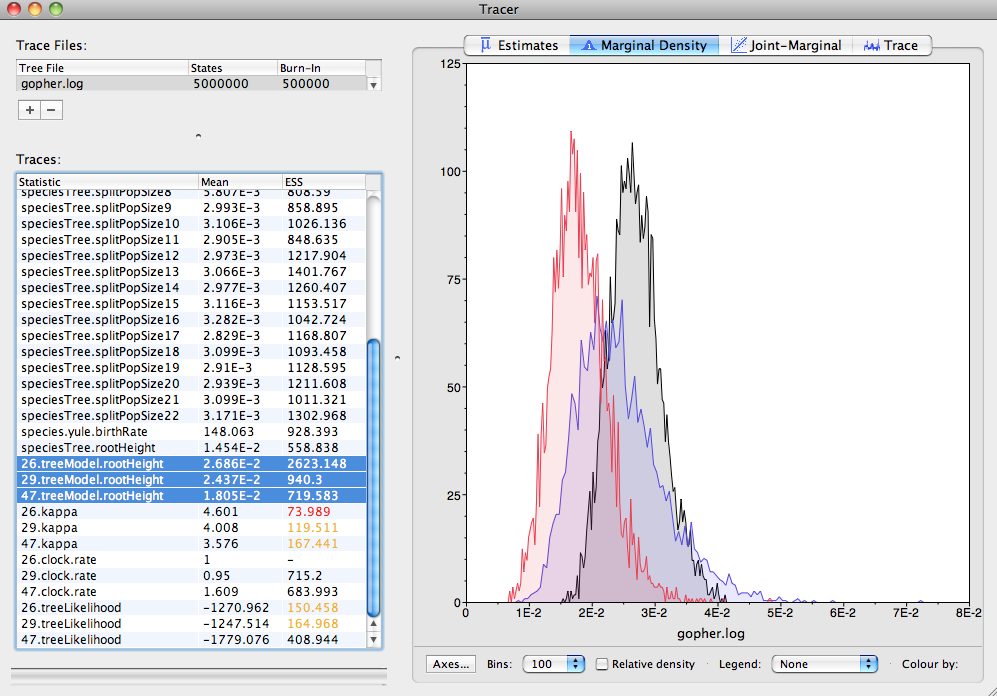 Tracer
Trace Files:
Tree File States Burn-In
gopher.log 5000000 500000
+ −
Traces:
Statistic Mean ESS
speciesTree.splitPopSize8 3.807E-3 808.59
speciesTree.splitPopSize9 2.993E-3 858.895
speciesTree.splitPopSize10 3.106E-3 1026.136
speciesTree.splitPopSize11 2.905E-3 848.635
speciesTree.splitPopSize12 2.973E-3 1217.904
speciesTree.splitPopSize13 3.066E-3 1401.767
speciesTree.splitPopSize14 2.977E-3 1260.407
speciesTree.splitPopSize15 3.116E-3 1153.517
speciesTree.splitPopSize16 3.282E-3 1042.724
speciesTree.splitPopSize17 2.829E-3 1168.807
speciesTree.splitPopSize18 3.099E-3 1093.458
speciesTree.splitPopSize19 2.91E-3 1128.595
speciesTree.splitPopSize20 2.939E-3 1211.608
speciesTree.splitPopSize21 3.099E-3 1011.321
speciesTree.splitPopSize22 3.171E-3 1302.968
species.yule.birthRate 148.063 928.393
speciesTree.rootHeight 1.454E-2 558.838
26.treeModel.rootHeight 2.686E-2 2623.148
29.treeModel.rootHeight 2.437E-2 940.3
47.treeModel.rootHeight 1.805E-2 719.583
26.kappa 4.601 73.989
29.kappa 4.008 119.511
47.kappa 3.576 167.441
26.clock.rate 1 -
29.clock.rate 0.95 715.2
47.clock.rate 1.609 683.993
26.treeLikelihood -1270.962 150.458
29.treeLikelihood -1247.514 164.968
47.treeLikelihood -1779.076 408.944
Estimates Marginal Density Joint-Marginal Trace
125
100
75
50
25
0
0 1E-2 2E-2 3E-2 4E-2 5E-2 6E-2 7E-2 8E-2
gopher.log
Axes... Bins: 100 Relative density Legend: None Colour by: